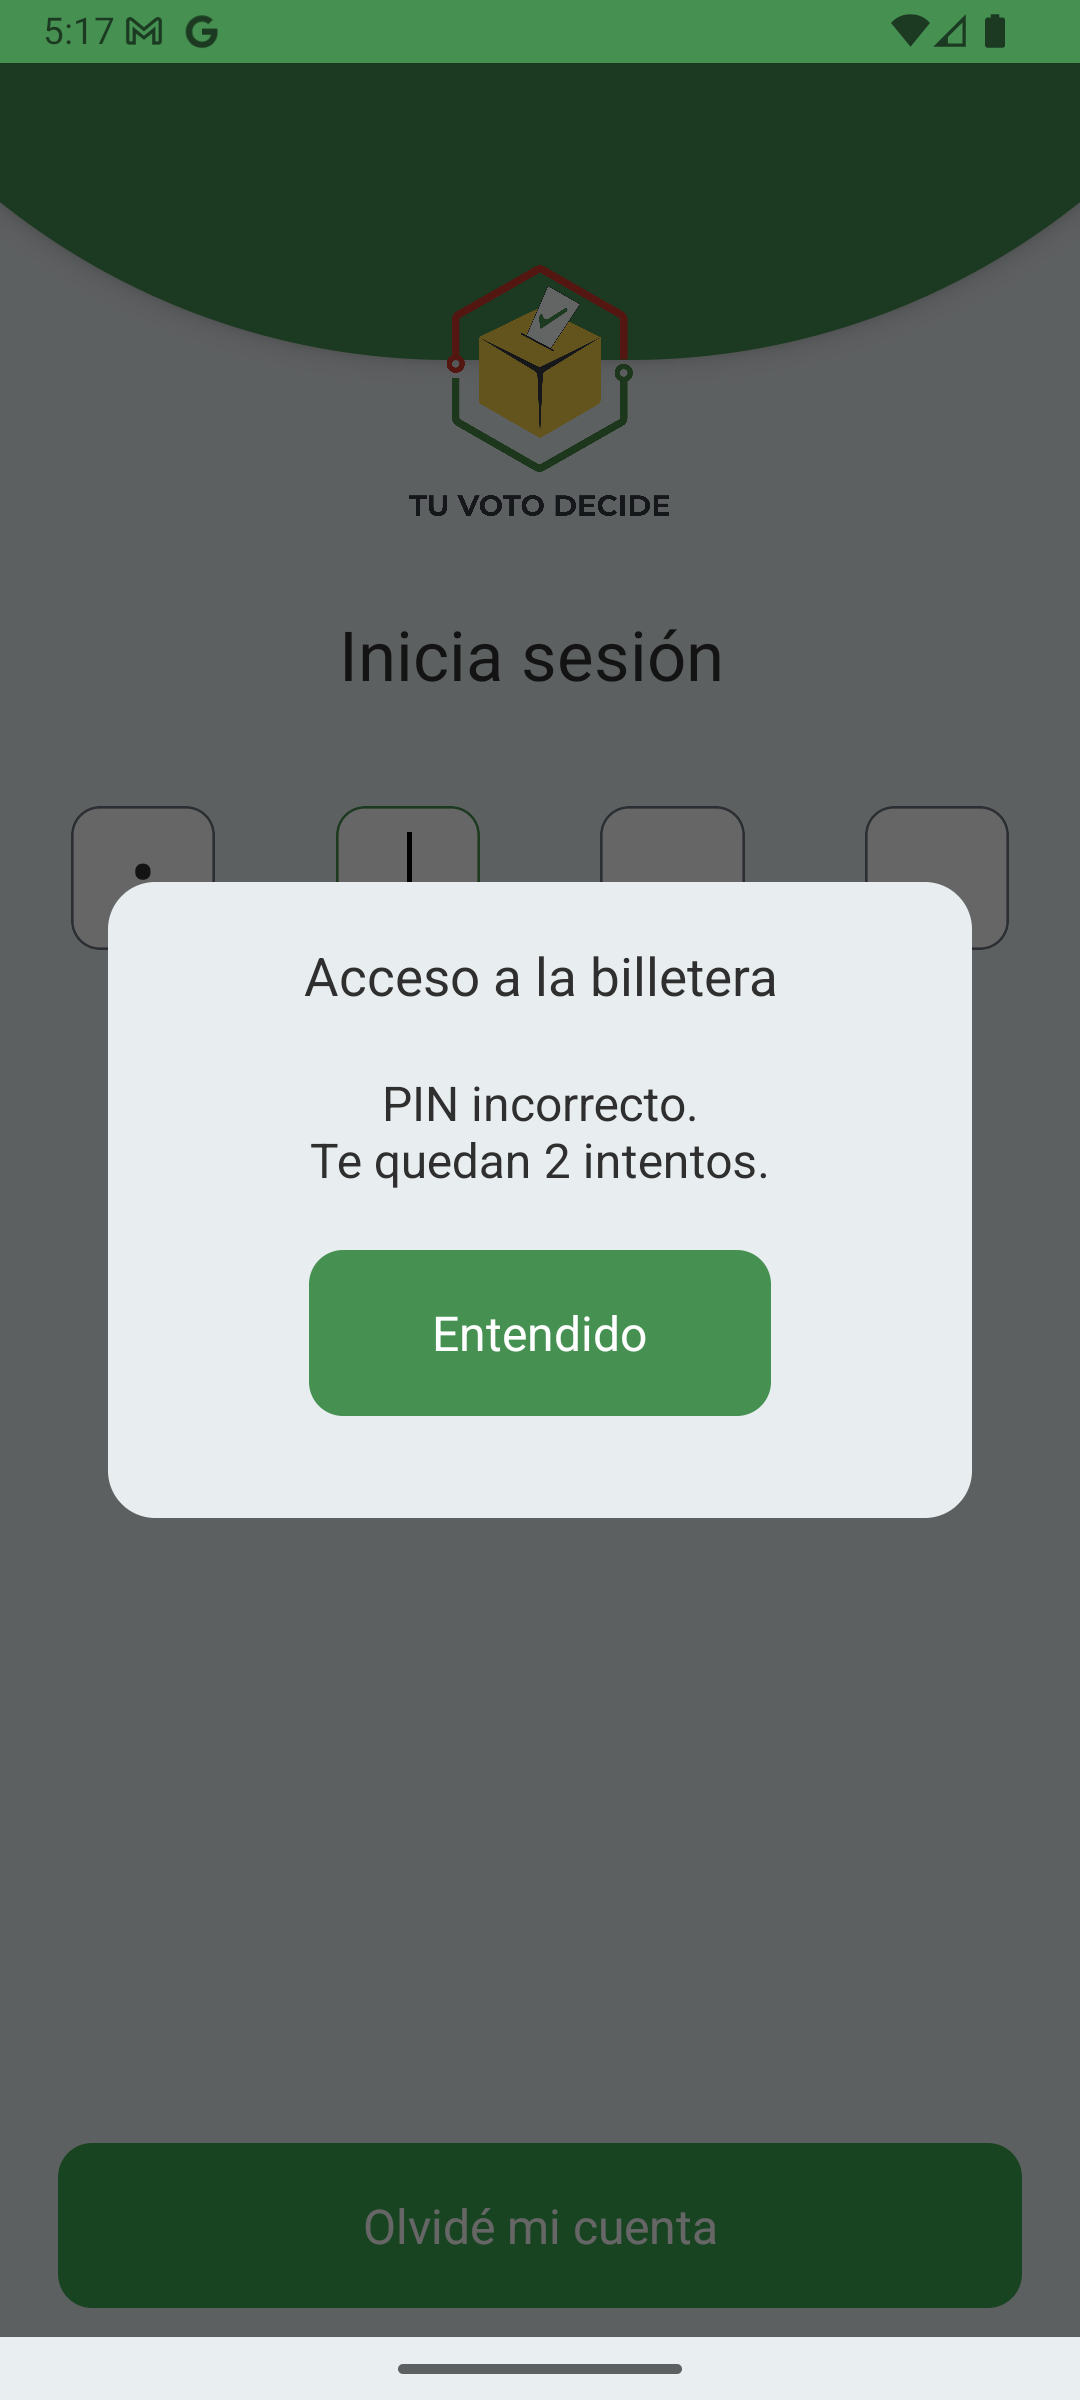 5:17
TU VOTO DECIDE
Inicia sesión
Acceso a la billetera
PIN incorrecto.
Te quedan 2 intentos.
Entendido
Olvidé mi cuenta